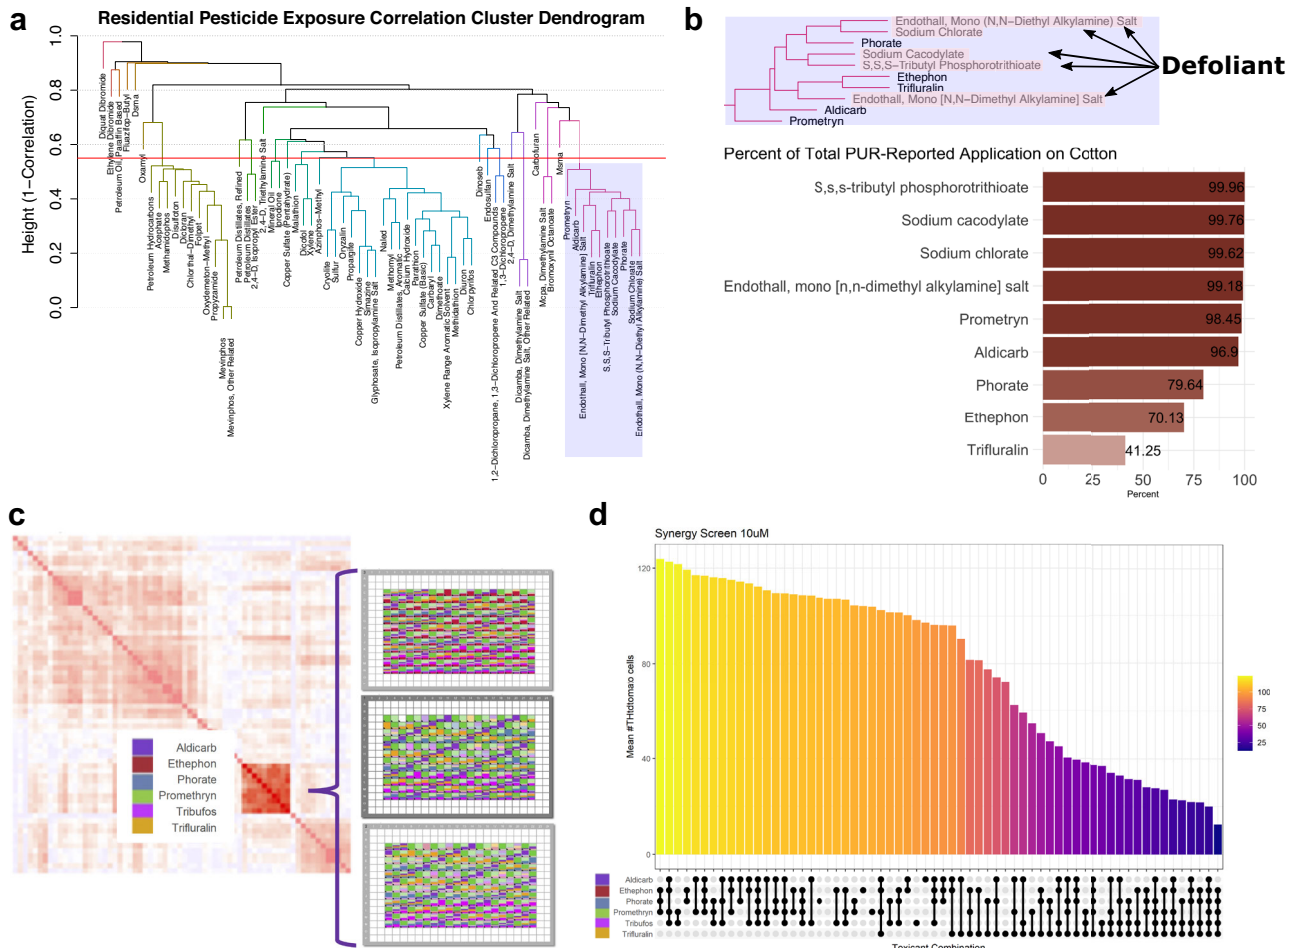 a
Residential Pesticide Exposure Correlation Cluster Dendrogram
Height (1−Correlation)
1.0
0.8
0.6
0.4
0.2
0.0
Diquat Dibromide
Ethylene Dibromide
Petroleum Oil, Paraffin Based
Fluazifop−Butyl
Dsma
Oxamyl
Petroleum Hydrocarbons
Acephate
Methamidophos
Disulfoton
Dicloran
Chlorthal−Dimethyl
Folpet
Oxydemeton−Methyl
Propyzamide
Mevinphos
Mevinphos, Other Related
Petroleum Distillates, Refined
Petroleum Distillates
2,4−D, Isopropyl Ester
2,4−D, Triethylamine Salt
Mineral Oil
Iprodione
Copper Sulfate (Pentahydrate)
Malathion
Dicofol
Xylene
Azinphos−Methyl
Cryolite
Sulfur
Oryzalin
Propargite
Copper Hydroxide
Simazine
Glyphosate, Isopropylamine Salt
Naled
Methomyl
Petroleum Distillates, Aromatic
Calcium Hydroxide
Parathion
Copper Sulfate (Basic)
Carbaryl
Dimethoate
Xylene Range Aromatic Solvent
Methidathion
Diuron
Chlorpyrifos
Dinoseb
Endosulfan
1,2−Dichloropropane, 1,3−Dichloropropene And Related C3 Compounds
1,3−Dichloropropene
2,4−D, Dimethylamine Salt
Dicamba, Dimethylamine Salt
Dicamba, Dimethylamine Salt, Other Related
Carbofuran
Mcpa, Dimethylamine Salt
Bromoxynil Octanoate
Msma
Prometryn
Aldicarb
Endothall, Mono [N,N−Dimethyl Alkylamine] Salt
Trifluralin
Ethephon
S,S,S−Tributyl Phosphorotrithioate
Sodium Cacodylate
Phorate
Sodium Chlorate
Endothall, Mono (N,N−Diethyl Alkylamine) Salt
b
Endothall, Mono (N,N−Diethyl Alkylamine) Salt
Sodium Chlorate
Phorate
Sodium Cacodylate
S,S,S−Tributyl Phosphorotrithioate
Ethephon
Trifluralin
Endothall, Mono [N,N−Dimethyl Alkylamine] Salt
Aldicarb
Prometryn
Defoliant
Percent of Total PUR-Reported Application on Cotton
S,s,s-tributyl phosphorotrithioate 99.96
Sodium cacodylate 99.76
Sodium chlorate 99.62
Endothall, mono [n,n-dimethyl alkylamine] salt 99.18
Prometryn 98.45
Aldicarb 96.9
Phorate 79.64
Ethephon 70.13
Trifluralin 41.25
0 25 50 75 100
Percent
c
Aldicarb
Ethephon
Phorate
Promethryn
Tribufos
Trifluralin
d
Synergy Screen 10uM
Mean #THtdtomato cells
120
80
40
0
100
75
50
25
Aldicarb
Ethephon
Phorate
Promethryn
Tribufos
Trifluralin
Toxicant Combination